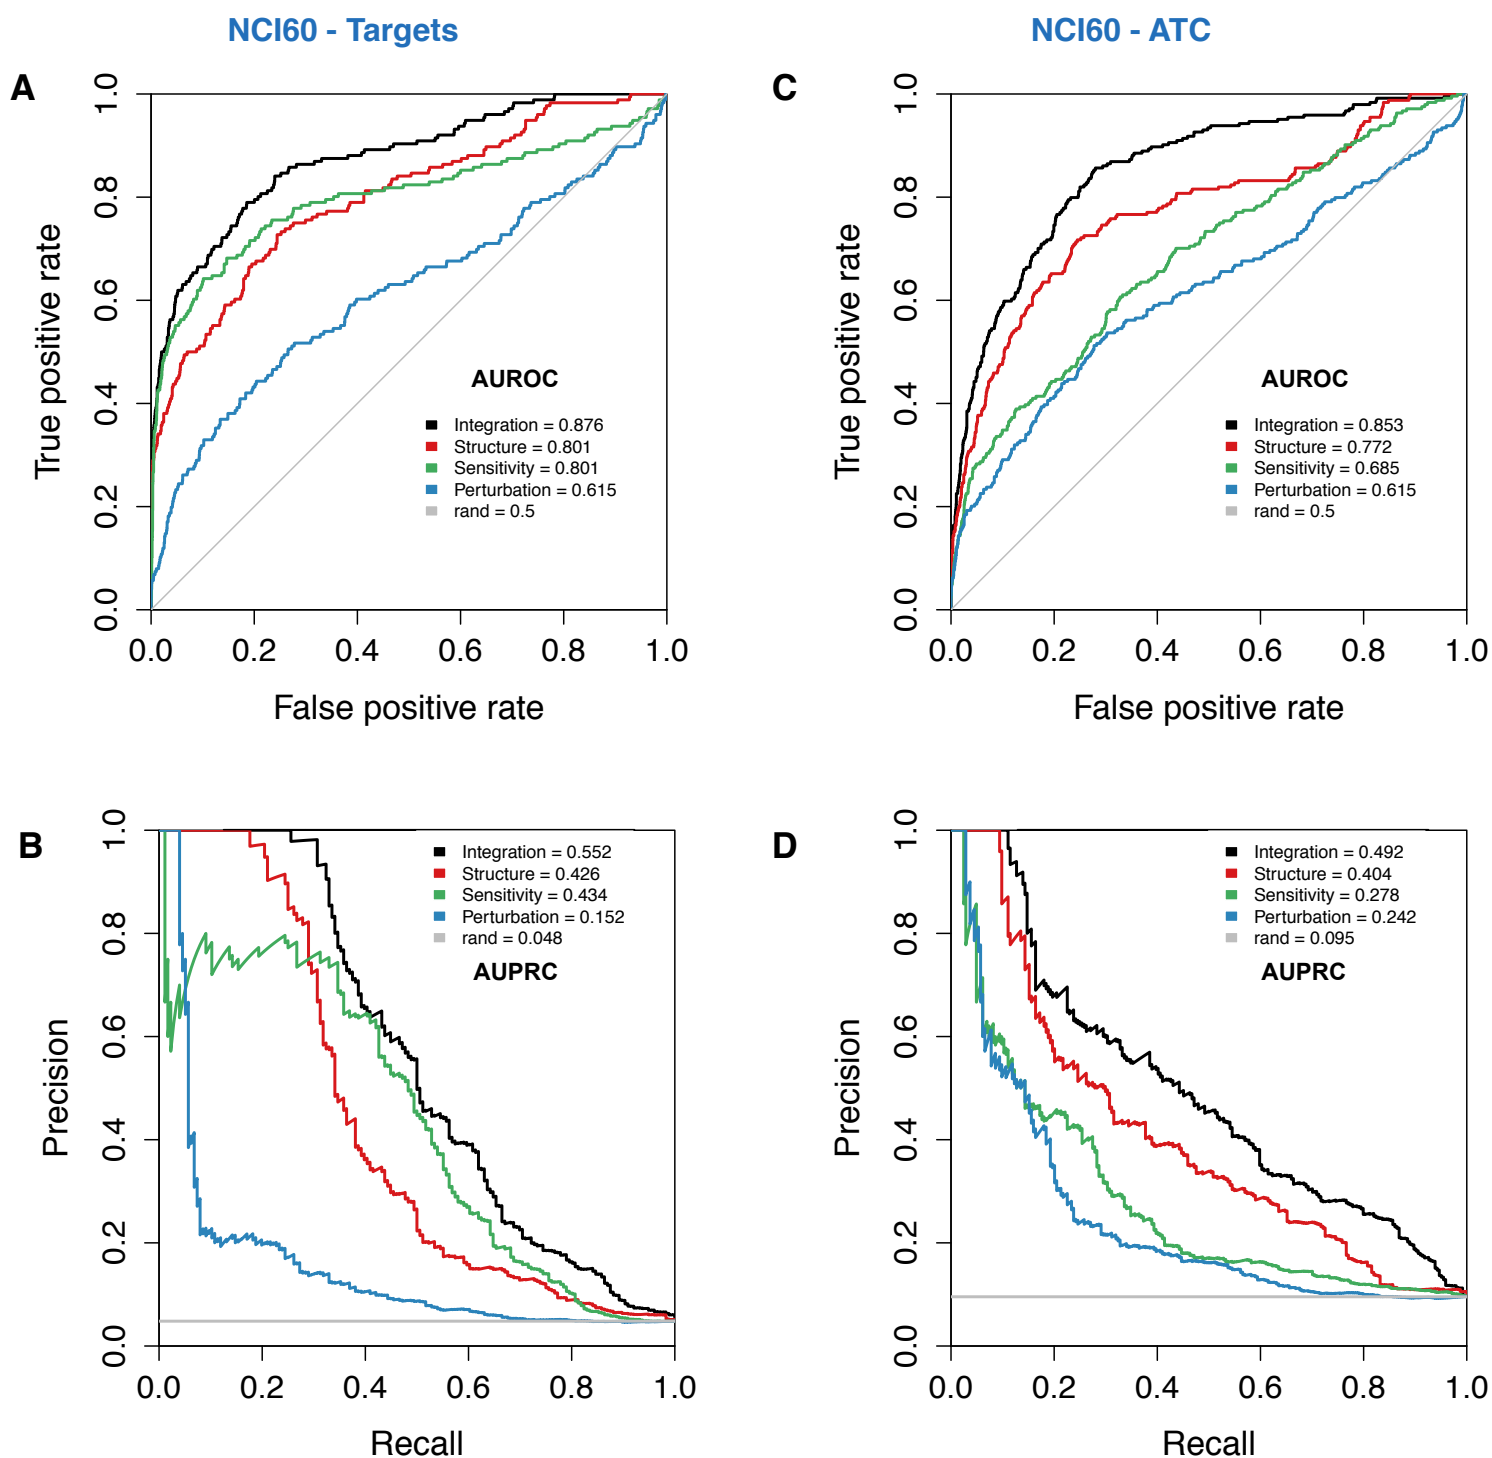 NCI60 - Targets
A
1.0
0.8
0.6
0.4
0.2
0.0
True positive rate
AUROC
Integration = 0.876
Structure = 0.801
Sensitivity = 0.801
Perturbation = 0.615
rand = 0.5
0.0 0.2 0.4 0.6 0.8 1.0
False positive rate
NCI60 - ATC
C
1.0
0.8
0.6
0.4
0.2
0.0
True positive rate
AUROC
Integration = 0.853
Structure = 0.772
Sensitivity = 0.685
Perturbation = 0.615
rand = 0.5
0.0 0.2 0.4 0.6 0.8 1.0
False positive rate
B
1.0
0.8
0.6
0.4
0.2
0.0
Precision
Integration = 0.552
Structure = 0.426
Sensitivity = 0.434
Perturbation = 0.152
rand = 0.048
AUPRC
0.0 0.2 0.4 0.6 0.8 1.0
Recall
D
1.0
0.8
0.6
0.4
0.2
0.0
Precision
Integration = 0.492
Structure = 0.404
Sensitivity = 0.278
Perturbation = 0.242
rand = 0.095
AUPRC
0.0 0.2 0.4 0.6 0.8 1.0
Recall